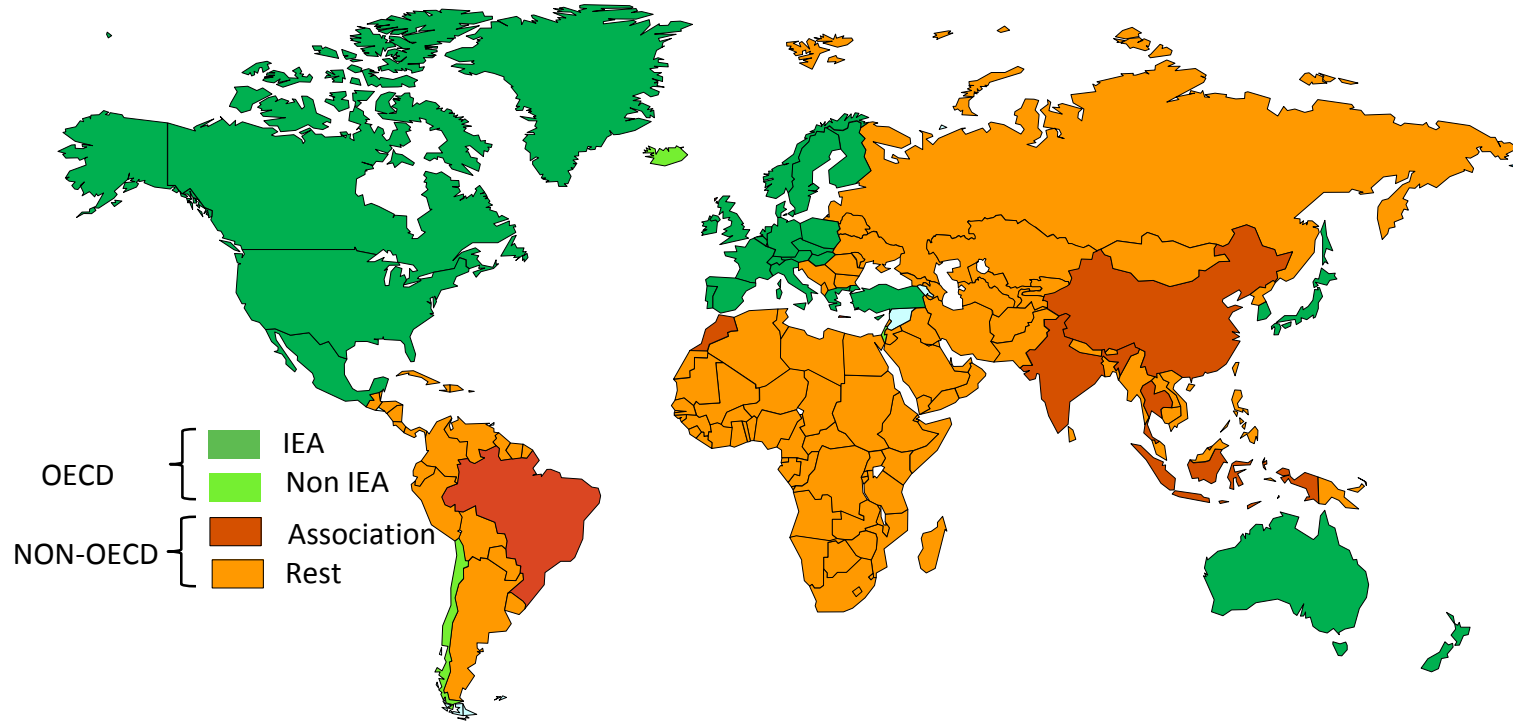 OECD
IEA
Non IEA
NON-OECD
Association
Rest